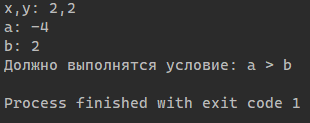 x,y: 2,2
a: -4
b: 2
Должно выполнятся условие: a > b
Process finished with exit code 1